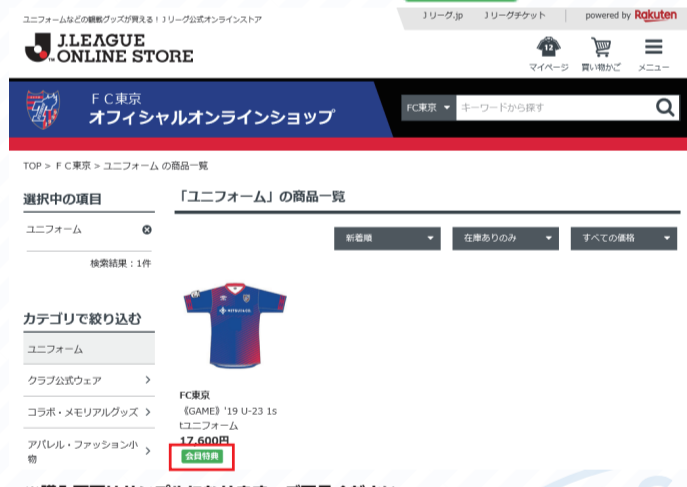 ユニフォームなどの観戦グッズが買える！Jリーグ公式オンラインストア
Jリーグ.jp
Jリーグチケット
powered by Rakuten
J.LEAGUE
ONLINE STORE
12
マイページ
買い物かご
メニュー
ＦＣ東京
オフィシャルオンラインショップ
FC東京
キーワードから探す
TOP > ＦＣ東京 > ユニフォーム の商品一覧
選択中の項目
ユニフォーム
検索結果：1件
カテゴリで絞り込む
ユニフォーム
クラブ公式ウェア
コラボ・メモリアルグッズ
アパレル・ファッション小
物
「ユニフォーム」の商品一覧
新着順
在庫ありのみ
すべての価格
FC東京
《GAME》'19 U-23 1s
tユニフォーム
17,600円
会員特典